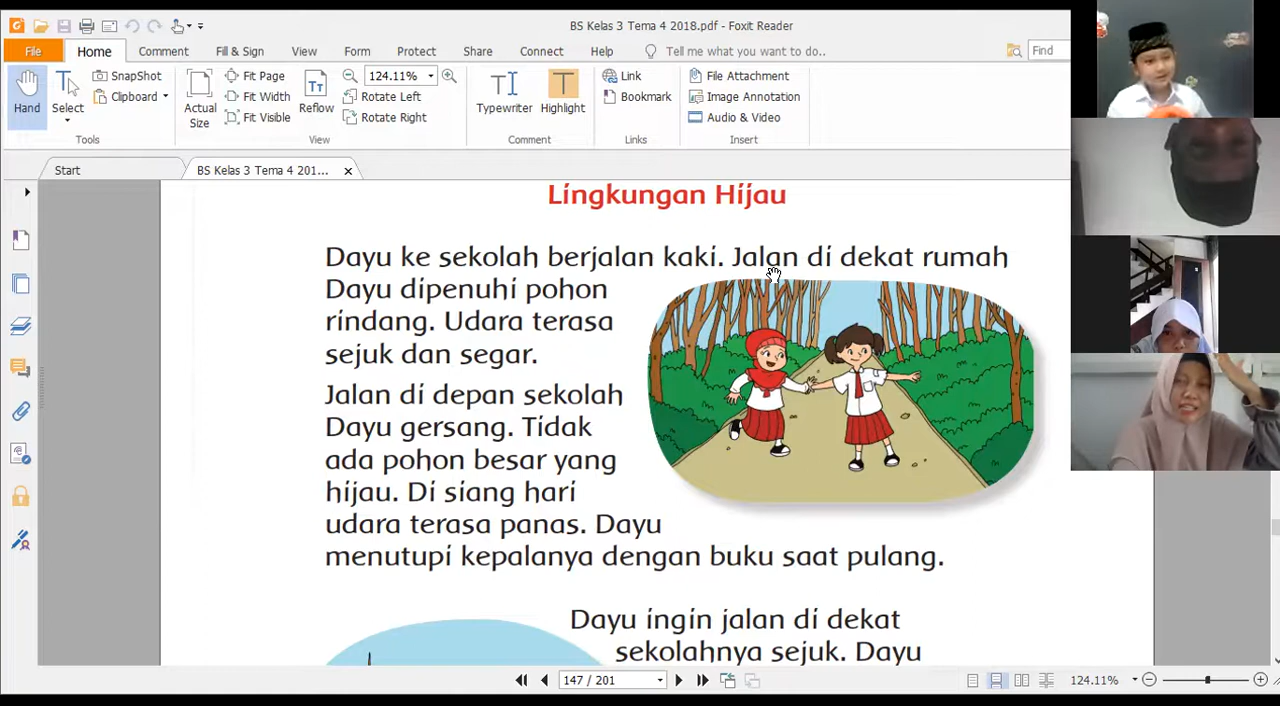 BS Kelas 3 Tema 4 2018.pdf - Foxit Reader
File Home Comment Fill & Sign View Form Protect Share Connect Help Tell me what you want to do.. Find
Hand
Select
SnapShot
Clipboard
Tools
Actual Size
Fit Page
Fit Width
Fit Visible
Reflow
124.11%
Rotate Left
Rotate Right
View
Typewriter
Highlight
Comment
Link
Bookmark
Links
File Attachment
Image Annotation
Audio & Video
Insert
Start
BS Kelas 3 Tema 4 201...
Lingkungan Hijau
Dayu ke sekolah berjalan kaki. Jalan di dekat rumah
Dayu dipenuhi pohon
rindang. Udara terasa
sejuk dan segar.
Jalan di depan sekolah
Dayu gersang. Tidak
ada pohon besar yang
hijau. Di siang hari
udara terasa panas. Dayu
menutupi kepalanya dengan buku saat pulang.
Dayu ingin jalan di dekat
sekolahnya sejuk. Dayu
147 / 201
124.11%